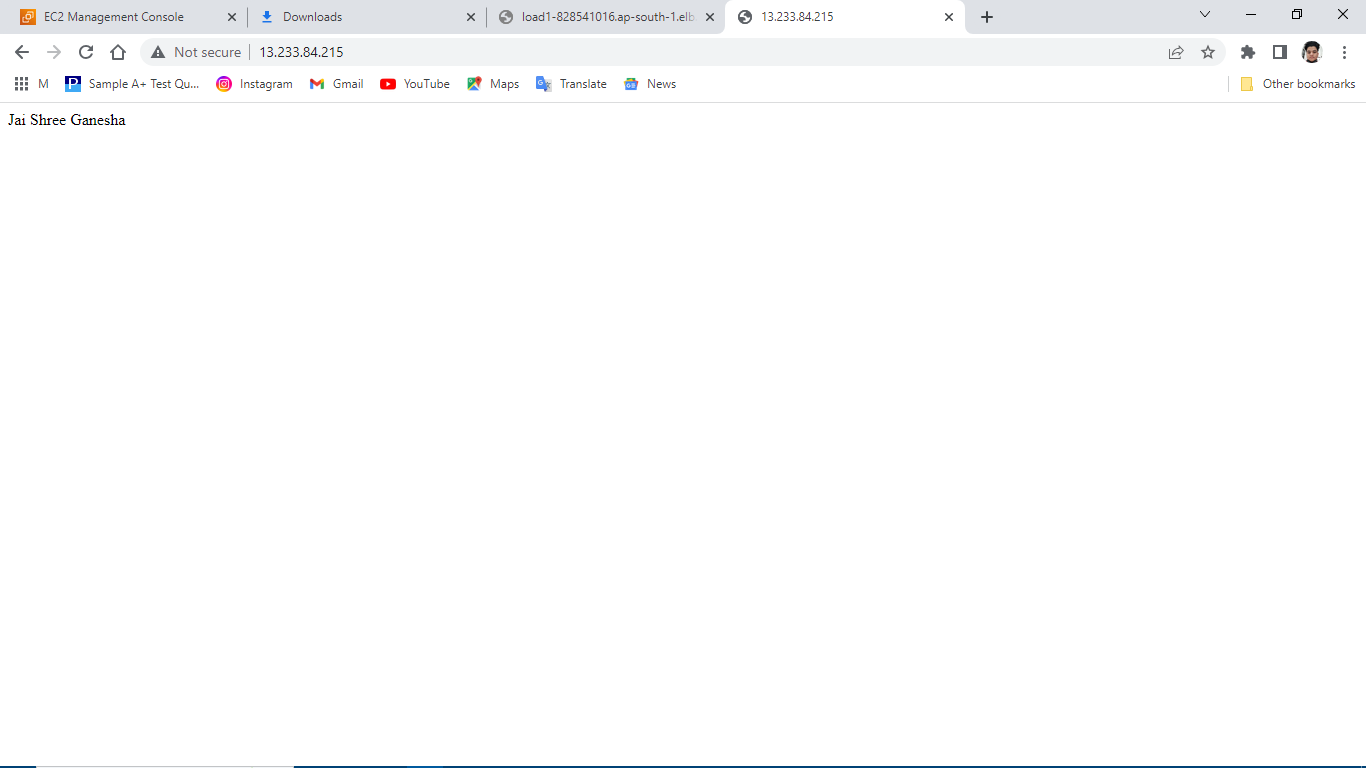 EC2 Management Console
Downloads
load1-828541016.ap-south-1.elb
13.233.84.215
Not secure 13.233.84.215
M Sample A+ Test Qu... Instagram Gmail YouTube Maps Translate News Other bookmarks
Jai Shree Ganesha